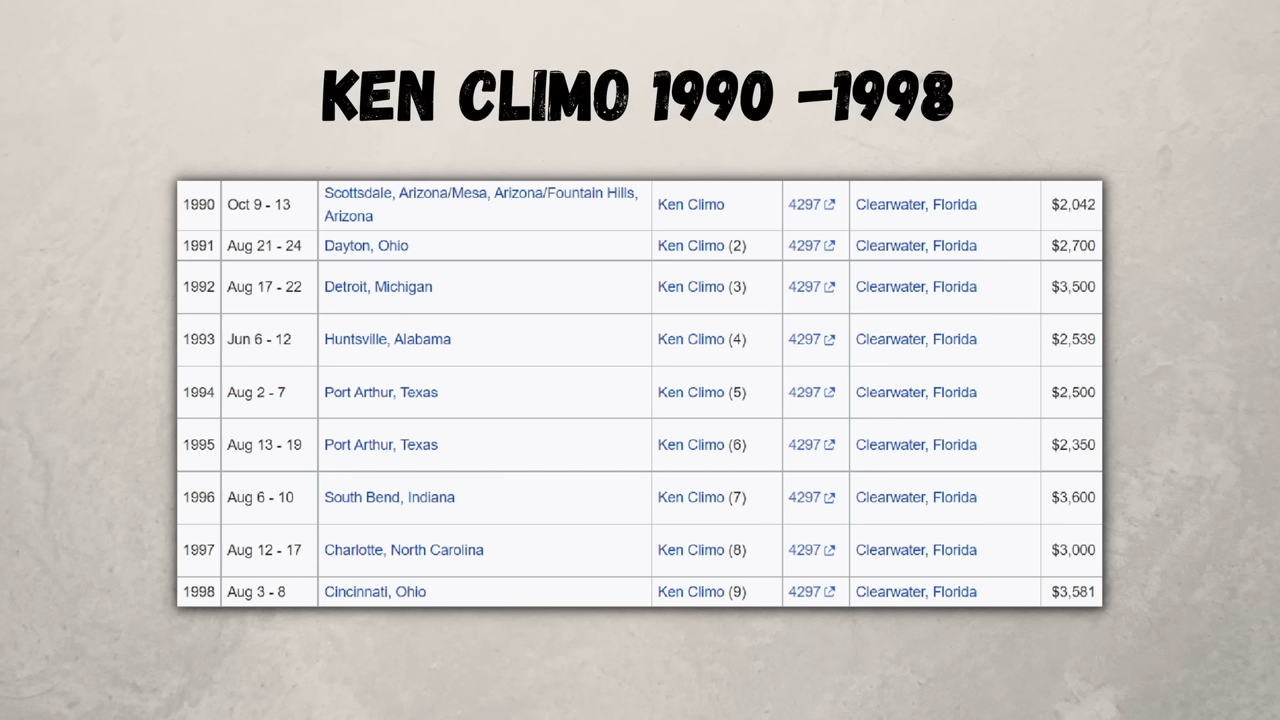 KEN CLIMO 1990 –1998
1990 Oct 9 - 13 Scottsdale, Arizona/Mesa, Arizona/Fountain Hills, Arizona Ken Climo 4297 Clearwater, Florida $2,042
1991 Aug 21 - 24 Dayton, Ohio Ken Climo (2) 4297 Clearwater, Florida $2,700
1992 Aug 17 - 22 Detroit, Michigan Ken Climo (3) 4297 Clearwater, Florida $3,500
1993 Jun 6 - 12 Huntsville, Alabama Ken Climo (4) 4297 Clearwater, Florida $2,539
1994 Aug 2 - 7 Port Arthur, Texas Ken Climo (5) 4297 Clearwater, Florida $2,500
1995 Aug 13 - 19 Port Arthur, Texas Ken Climo (6) 4297 Clearwater, Florida $2,350
1996 Aug 6 - 10 South Bend, Indiana Ken Climo (7) 4297 Clearwater, Florida $3,600
1997 Aug 12 - 17 Charlotte, North Carolina Ken Climo (8) 4297 Clearwater, Florida $3,000
1998 Aug 3 - 8 Cincinnati, Ohio Ken Climo (9) 4297 Clearwater, Florida $3,581